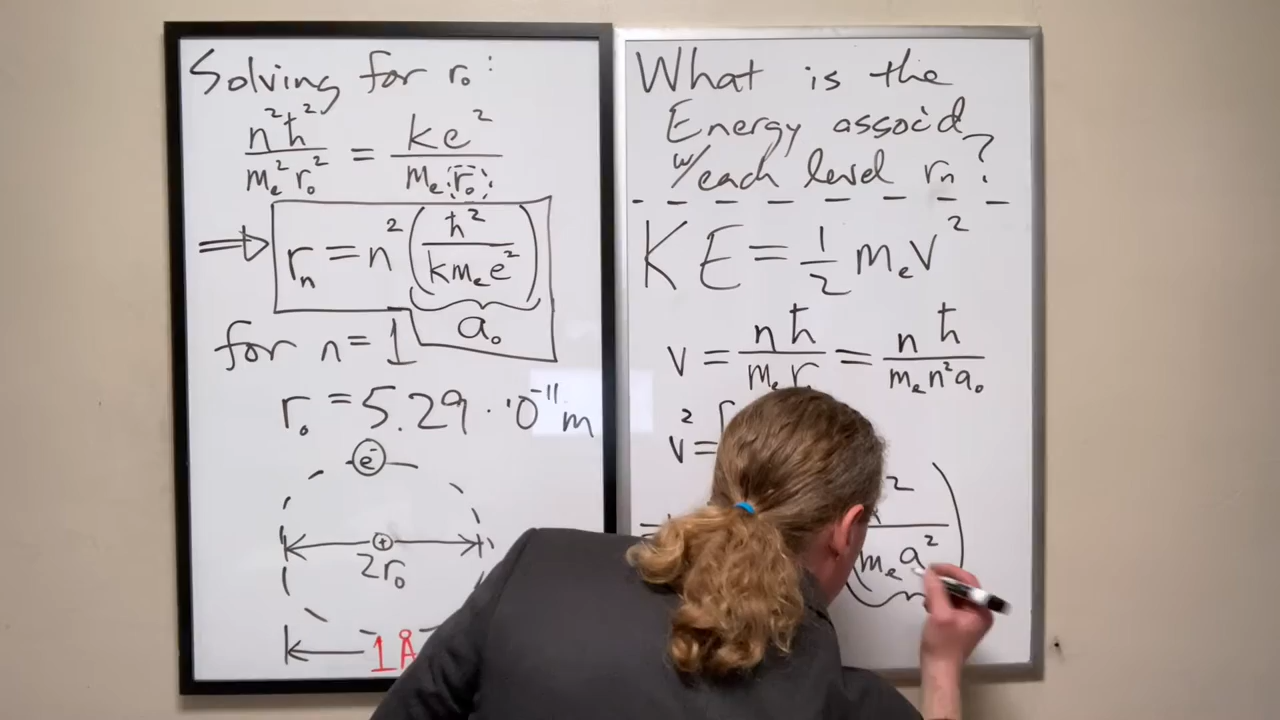 Solving for r₀:
n²ħ² / mₑ²r₀² = ke² / mₑr₀
⟹ rₙ = n² (ħ² / kmₑe²)
a₀
for n = 1
r₀ = 5.29 · 10⁻¹¹ m
e⁻
+
2r₀
1Å
What is the
Energy assoc'd
w/each level rₙ?
KE = ½ mₑv²
v = nħ / mₑr = nħ / mₑn²a₀
v² =
2
mₑa²